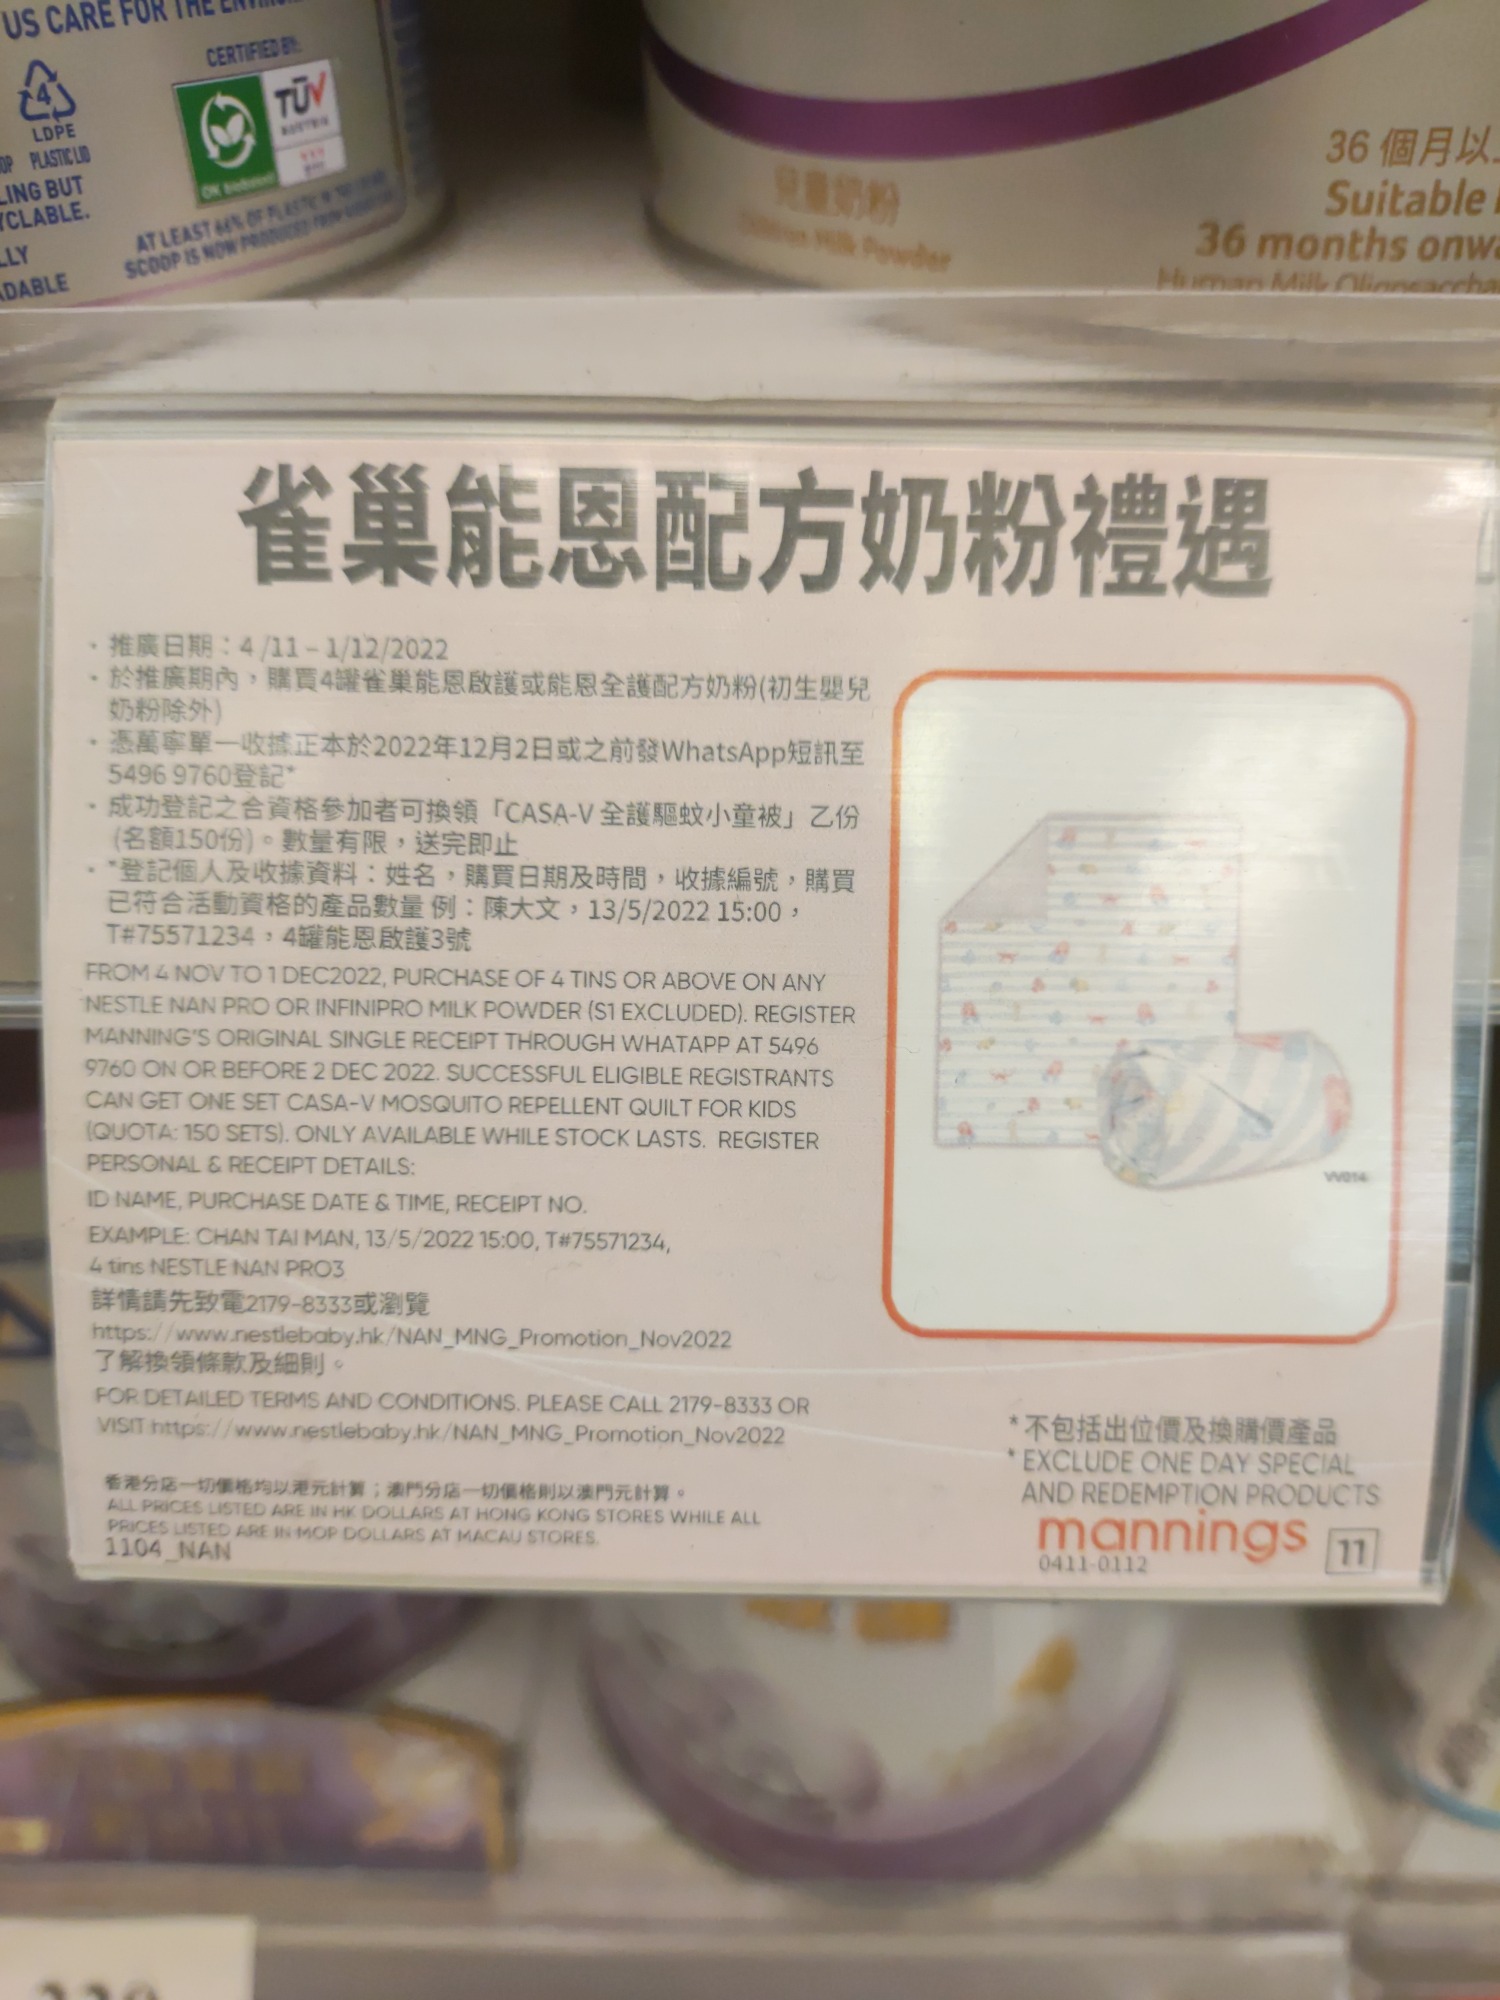 US CARE FOR THE
CERTIFIED BY:
4
LDPE
PLASTIC LID
TÜV
AUSTRIA
LING BUT
YCLABLE.
AT LEAST 66% OF PLASTIC
SCOOP IS NOW PRODUCED FROM
LLY
ADABLE
兒童奶粉
Milk Powder
36 個月以
Suitable
36 months onwa
Human Milk Oligosaccha
雀巢能恩配方奶粉禮遇
· 推廣日期：4 /11 – 1/12/2022
· 於推廣期內，購買4罐雀巢能恩啟護或能恩全護配方奶粉(初生嬰兒
奶粉除外)
· 憑萬寧單一收據正本於2022年12月2日或之前發WhatsApp短訊至
5496 9760登記*
· 成功登記之合資格參加者可換領「CASA-V 全護驅蚊小童被」乙份
(名額150份)。數量有限，送完即止
· *登記個人及收據資料：姓名，購買日期及時間，收據編號，購買
已符合活動資格的產品數量 例：陳大文，13/5/2022 15:00，
T#75571234，4罐能恩啟護3號
FROM 4 NOV TO 1 DEC2022, PURCHASE OF 4 TINS OR ABOVE ON ANY
NESTLE NAN PRO OR INFINIPRO MILK POWDER (S1 EXCLUDED). REGISTER
MANNING'S ORIGINAL SINGLE RECEIPT THROUGH WHATAPP AT 5496
9760 ON OR BEFORE 2 DEC 2022. SUCCESSFUL ELIGIBLE REGISTRANTS
CAN GET ONE SET CASA-V MOSQUITO REPELLENT QUILT FOR KIDS
(QUOTA: 150 SETS). ONLY AVAILABLE WHILE STOCK LASTS. REGISTER
PERSONAL & RECEIPT DETAILS:
ID NAME, PURCHASE DATE & TIME, RECEIPT NO.
EXAMPLE: CHAN TAI MAN, 13/5/2022 15:00, T#75571234,
4 tins NESTLE NAN PRO3
詳情請先致電2179-8333或瀏覽
https://www.nestlebaby.hk/NAN_MNG_Promotion_Nov2022
了解換領條款及細則。
FOR DETAILED TERMS AND CONDITIONS. PLEASE CALL 2179-8333 OR
VISIT https://www.nestlebaby.hk/NAN_MNG_Promotion_Nov2022
香港分店一切價格均以港元計算；澳門分店一切價格則以澳門元計算。
ALL PRICES LISTED ARE IN HK DOLLARS AT HONG KONG STORES WHILE ALL
PRICES LISTED ARE IN MOP DOLLARS AT MACAU STORES.
1104_NAN
VV014
*不包括出位價及換購價產品
*EXCLUDE ONE DAY SPECIAL
AND REDEMPTION PRODUCTS
mannings
0411-0112
11